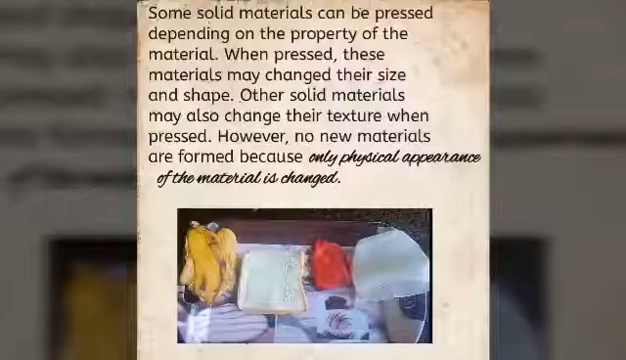 Some solid materials can be pressed
depending on the property of the
material. When pressed, these
materials may changed their size
and shape. Other solid materials
may also change their texture when
pressed. However, no new materials
are formed because only physical appearance
of the material is changed.